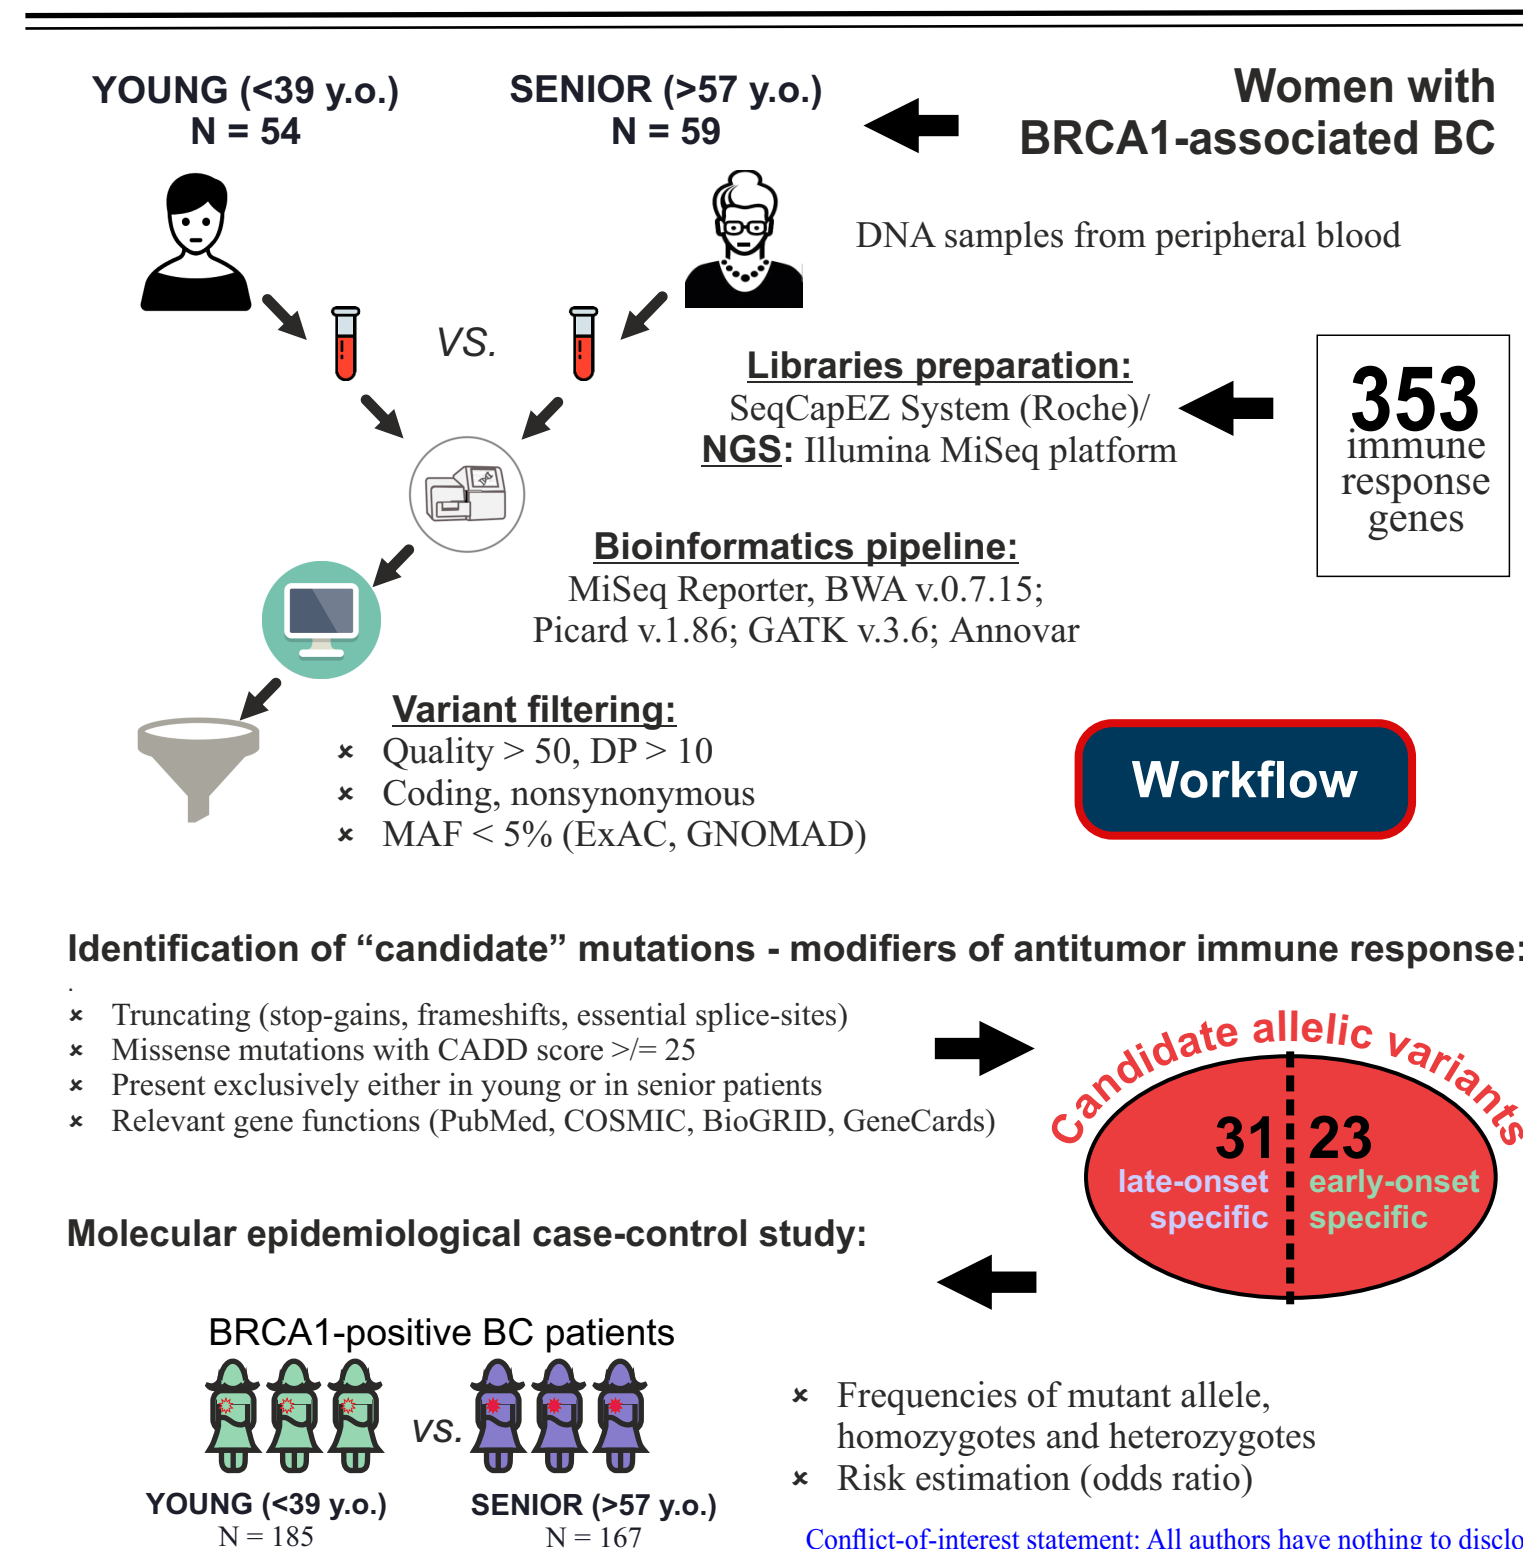 YOUNG (<39 y.o.)
N = 54
SENIOR (>57 y.o.)
N = 59
Women with
BRCA1-associated BC
DNA samples from peripheral blood
VS.
Libraries preparation:
SeqCapEZ System (Roche)/
NGS: Illumina MiSeq platform
353
immune
response
genes
Bioinformatics pipeline:
MiSeq Reporter, BWA v.0.7.15;
Picard v.1.86; GATK v.3.6; Annovar
Variant filtering:
× Quality > 50, DP > 10
× Coding, nonsynonymous
× MAF < 5% (ExAC, GNOMAD)
Workflow
Identification of “candidate” mutations - modifiers of antitumor immune response:
.
× Truncating (stop-gains, frameshifts, essential splice-sites)
× Missense mutations with CADD score >/= 25
× Present exclusively either in young or in senior patients
× Relevant gene functions (PubMed, COSMIC, BioGRID, GeneCards)
Candidate allelic variants
31
late-onset
specific
23
early-onset
specific
Molecular epidemiological case-control study:
BRCA1-positive BC patients
vs.
YOUNG (<39 y.o.)
N = 185
SENIOR (>57 y.o.)
N = 167
× Frequencies of mutant allele,
homozygotes and heterozygotes
× Risk estimation (odds ratio)
Conflict-of-interest statement: All authors have nothing to disclo